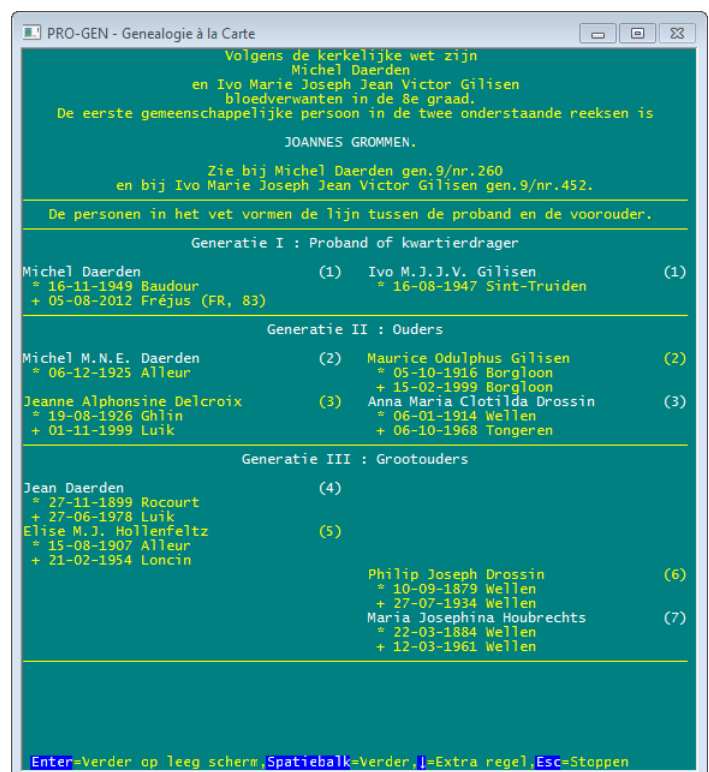 PRO-GEN - Genealogie à la Carte
Volgens de kerkelijke wet zijn
Michel Daerden
en Ivo Marie Joseph Jean Victor Gilisen
bloedverwanten in de 8e graad.
De eerste gemeenschappelijke persoon in de twee onderstaande reeksen is
JOANNES GROMMEN.
Zie bij Michel Daerden gen.9/nr.260
en bij Ivo Marie Joseph Jean Victor Gilisen gen.9/nr.452.
De personen in het vet vormen de lijn tussen de proband en de voorouder.
Generatie I : Proband of kwartierdrager
Michel Daerden (1) Ivo M.J.J.V. Gilisen (1)
* 16-11-1949 Baudour * 16-08-1947 Sint-Truiden
+ 05-08-2012 Fréjus (FR, 83)
Generatie II : Ouders
Michel M.N.E. Daerden (2) Maurice Odulphus Gilisen (2)
* 06-12-1925 Alleur * 05-10-1916 Borgloon
+ 15-02-1999 Borgloon
Jeanne Alphonsine Delcroix (3) Anna Maria Clotilda Drossin (3)
* 19-08-1926 Ghlin * 06-01-1914 Wellen
+ 01-11-1999 Luik + 06-10-1968 Tongeren
Generatie III : Grootouders
Jean Daerden (4)
* 27-11-1899 Rocourt
+ 27-06-1978 Luik
Elise M.J. Hollenfeltz (5)
* 15-08-1907 Alleur
+ 21-02-1954 Loncin
Philip Joseph Drossin (6)
* 10-09-1879 Wellen
+ 27-07-1934 Wellen
Maria Josephina Houbrechts (7)
* 22-03-1884 Wellen
+ 12-03-1961 Wellen
Enter=Verder op leeg scherm,Spatiebalk=Verder,↓=Extra regel,Esc=Stoppen